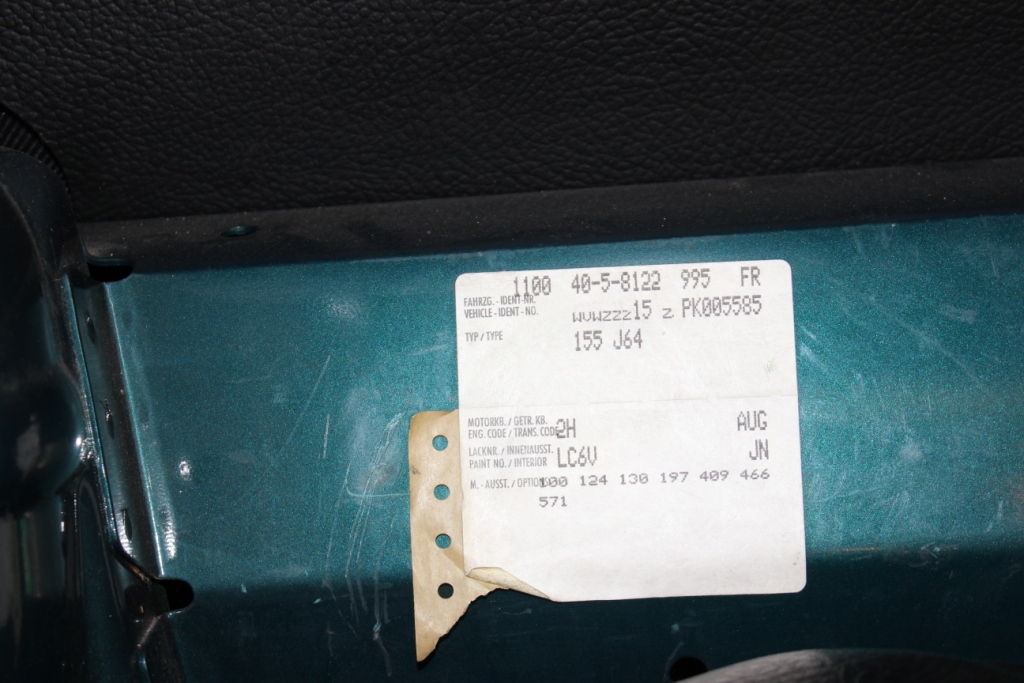 1100 40-5-8122 995 FR
FAHRZG. - IDENT-NR.
VEHICLE - IDENT - NO. WVWZZZ15 Z PK005585
TYP / TYPE 155 J64
MOTORKB. / GETR. KB.
ENG. CODE / TRANS. CODE 2H AUG
LACKNR. / INNENAUSST.
PAINT NO. / INTERIOR LC6V JN
M. - AUSST. / OPTIONS 100 124 130 197 409 466
571